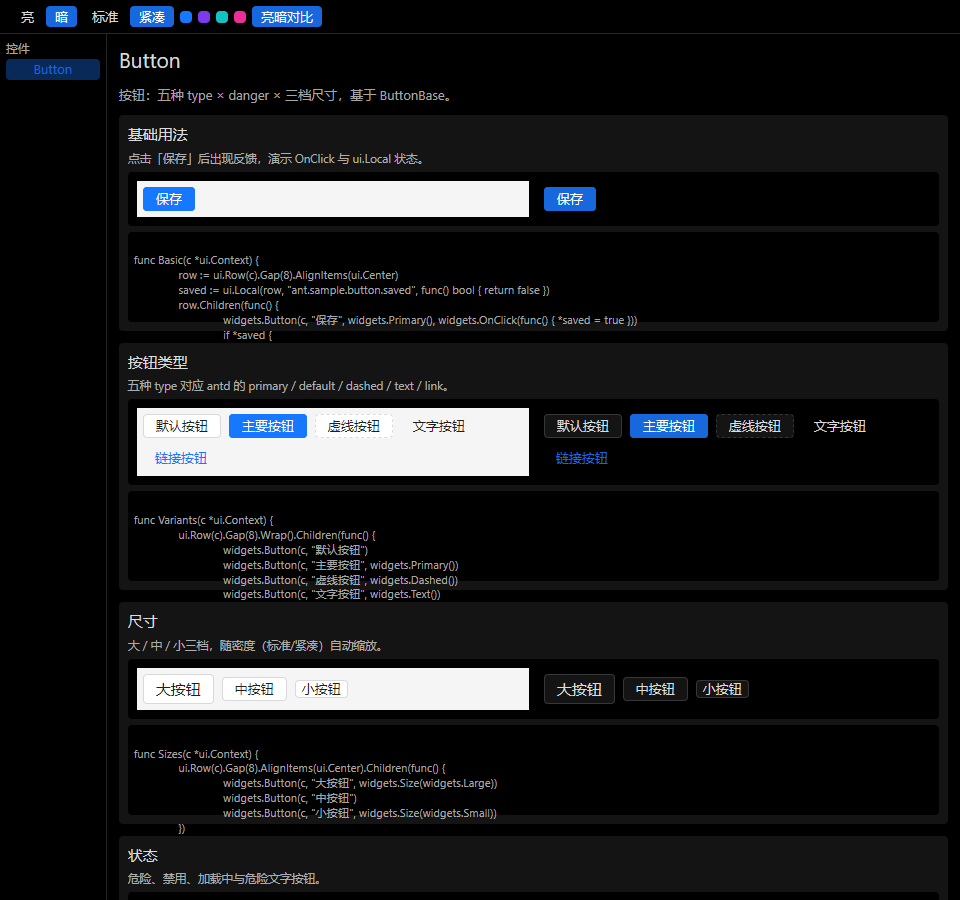 亮 暗 标准 紧凑 亮暗对比
控件
Button
Button
按钮：五种 type × danger × 三档尺寸，基于 ButtonBase。
基础用法
点击「保存」后出现反馈，演示 OnClick 与 ui.Local 状态。
保存 保存
func Basic(c *ui.Context) {
row := ui.Row(c).Gap(8).AlignItems(ui.Center)
saved := ui.Local(row, "ant.sample.button.saved", func() bool { return false })
row.Children(func() {
widgets.Button(c, "保存", widgets.Primary(), widgets.OnClick(func() { *saved = true }))
if *saved {
按钮类型
五种 type 对应 antd 的 primary / default / dashed / text / link。
默认按钮 主要按钮 虚线按钮 文字按钮 默认按钮 主要按钮 虚线按钮 文字按钮
链接按钮 链接按钮
func Variants(c *ui.Context) {
ui.Row(c).Gap(8).Wrap().Children(func() {
widgets.Button(c, "默认按钮")
widgets.Button(c, "主要按钮", widgets.Primary())
widgets.Button(c, "虚线按钮", widgets.Dashed())
widgets.Button(c, "文字按钮", widgets.Text())
尺寸
大 / 中 / 小三档，随密度（标准/紧凑）自动缩放。
大按钮 中按钮 小按钮 大按钮 中按钮 小按钮
func Sizes(c *ui.Context) {
ui.Row(c).Gap(8).AlignItems(ui.Center).Children(func() {
widgets.Button(c, "大按钮", widgets.Size(widgets.Large))
widgets.Button(c, "中按钮")
widgets.Button(c, "小按钮", widgets.Size(widgets.Small))
})
状态
危险、禁用、加载中与危险文字按钮。